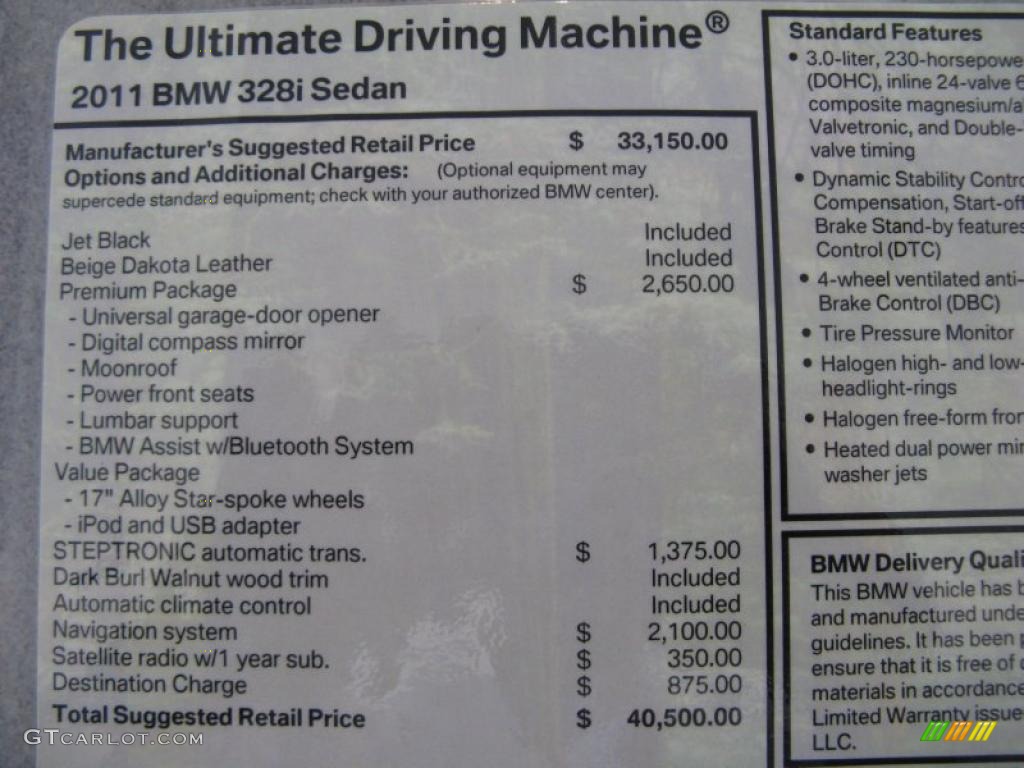 The Ultimate Driving Machine®
2011 BMW 328i Sedan
Manufacturer's Suggested Retail Price $ 33,150.00
Options and Additional Charges: (Optional equipment may
supercede standard equipment; check with your authorized BMW center).
Jet Black Included
Beige Dakota Leather Included
Premium Package $ 2,650.00
- Universal garage-door opener
- Digital compass mirror
- Moonroof
- Power front seats
- Lumbar support
- BMW Assist w/Bluetooth System
Value Package
- 17" Alloy Star-spoke wheels
- iPod and USB adapter
STEPTRONIC automatic trans. $ 1,375.00
Dark Burl Walnut wood trim Included
Automatic climate control Included
Navigation system $ 2,100.00
Satellite radio w/1 year sub. $ 350.00
Destination Charge $ 875.00
Total Suggested Retail Price $ 40,500.00
Standard Features
• 3.0-liter, 230-horsepowe
(DOHC), inline 24-valve 6
composite magnesium/a
Valvetronic, and Double-
valve timing
• Dynamic Stability Contro
Compensation, Start-off
Brake Stand-by features
Control (DTC)
• 4-wheel ventilated anti-
Brake Control (DBC)
• Tire Pressure Monitor
• Halogen high- and low-
headlight-rings
• Halogen free-form fron
• Heated dual power mir
washer jets
BMW Delivery Quali
This BMW vehicle has b
and manufactured unde
guidelines. It has been
ensure that it is free of
materials in accordance
Limited Warranty issue
LLC.
GTCARLOT.COM